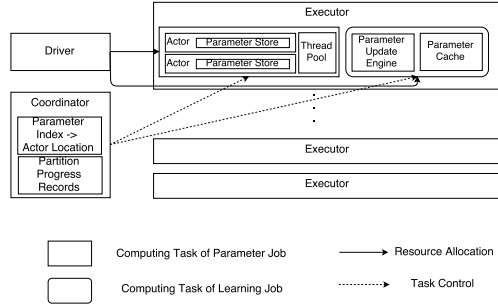 Executor
Driver
Actor
Parameter Store
Actor
Parameter Store
Thread
Pool
Parameter
Update
Engine
Parameter
Cache
Coordinator
Parameter
Index ->
Actor Location
Partition
Progress
Records
Executor
Executor
Computing Task of Parameter Job
Resource Allocation
Computing Task of Learning Job
Task Control